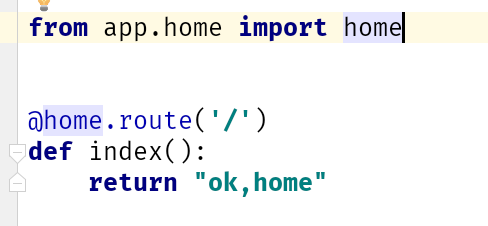 from app.home import home
@home.route('/')
def index():
    return "ok,home"